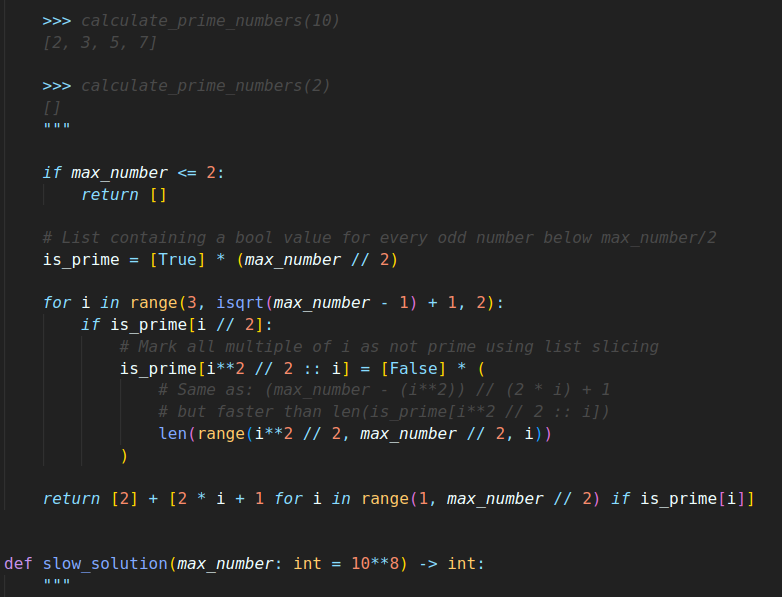 >>> calculate_prime_numbers(10)
[2, 3, 5, 7]
>>> calculate_prime_numbers(2)
[]
"""
if max_number <= 2:
return []
# List containing a bool value for every odd number below max_number/2
is_prime = [True] * (max_number // 2)
for i in range(3, isqrt(max_number - 1) + 1, 2):
if is_prime[i // 2]:
# Mark all multiple of i as not prime using list slicing
is_prime[i**2 // 2 :: i] = [False] * (
# Same as: (max_number - (i**2)) // (2 * i) + 1
# but faster than len(is_prime[i**2 // 2 :: i])
len(range(i**2 // 2, max_number // 2, i))
)
return [2] + [2 * i + 1 for i in range(1, max_number // 2) if is_prime[i]]
def slow_solution(max_number: int = 10**8) -> int:
"""